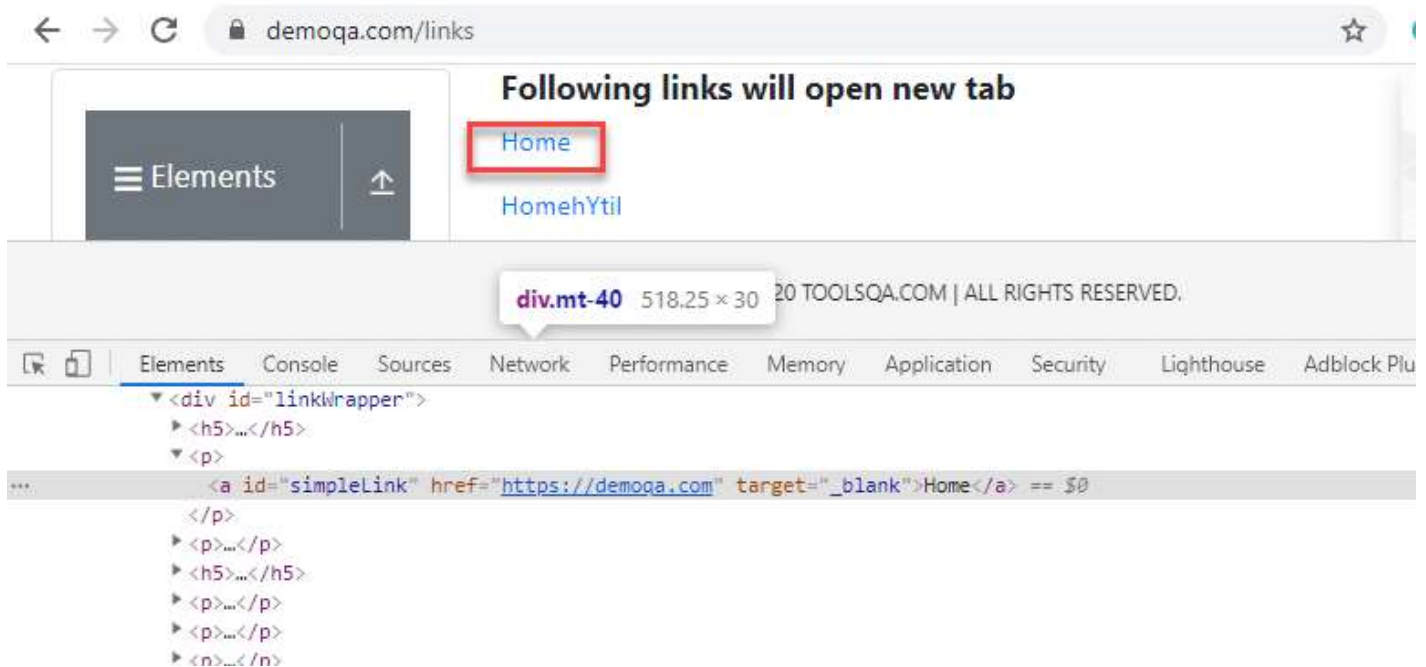 demoqa.com/links
Following links will open new tab
Home
Elements
HomehYtil
div.mt-40 518.25 × 30
20 TOOLSQA.COM | ALL RIGHTS RESERVED.
Elements Console Sources Network Performance Memory Application Security Lighthouse Adblock Plu
▼<div id="linkWrapper">
▶<h5>…</h5>
▼<p>
… <a id="simpleLink" href="https://demoqa.com" target="_blank">Home</a> == $0
</p>
▶<p>…</p>
▶<h5>…</h5>
▶<p>…</p>
▶<p>…</p>
▶<p>…</p>